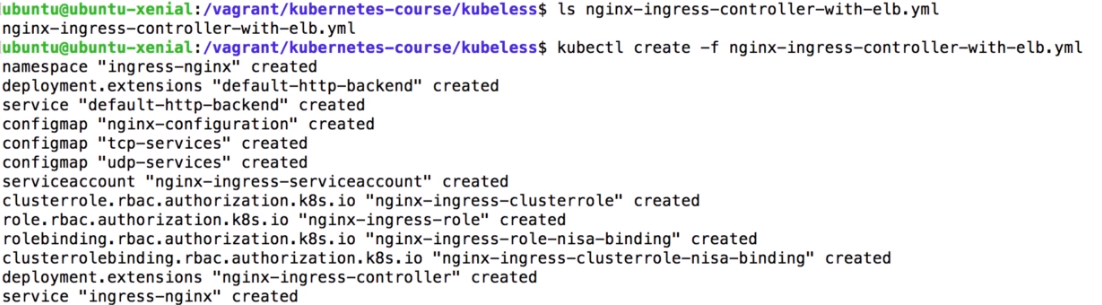 ubuntu@ubuntu-xenial:/vagrant/kubernetes-course/kubeless$ ls nginx-ingress-controller-with-elb.yml
nginx-ingress-controller-with-elb.yml
ubuntu@ubuntu-xenial:/vagrant/kubernetes-course/kubeless$ kubectl create -f nginx-ingress-controller-with-elb.yml
namespace "ingress-nginx" created
deployment.extensions "default-http-backend" created
service "default-http-backend" created
configmap "nginx-configuration" created
configmap "tcp-services" created
configmap "udp-services" created
serviceaccount "nginx-ingress-serviceaccount" created
clusterrole.rbac.authorization.k8s.io "nginx-ingress-clusterrole" created
role.rbac.authorization.k8s.io "nginx-ingress-role" created
rolebinding.rbac.authorization.k8s.io "nginx-ingress-role-nisa-binding" created
clusterrolebinding.rbac.authorization.k8s.io "nginx-ingress-clusterrole-nisa-binding" created
deployment.extensions "nginx-ingress-controller" created
service "ingress-nginx" created